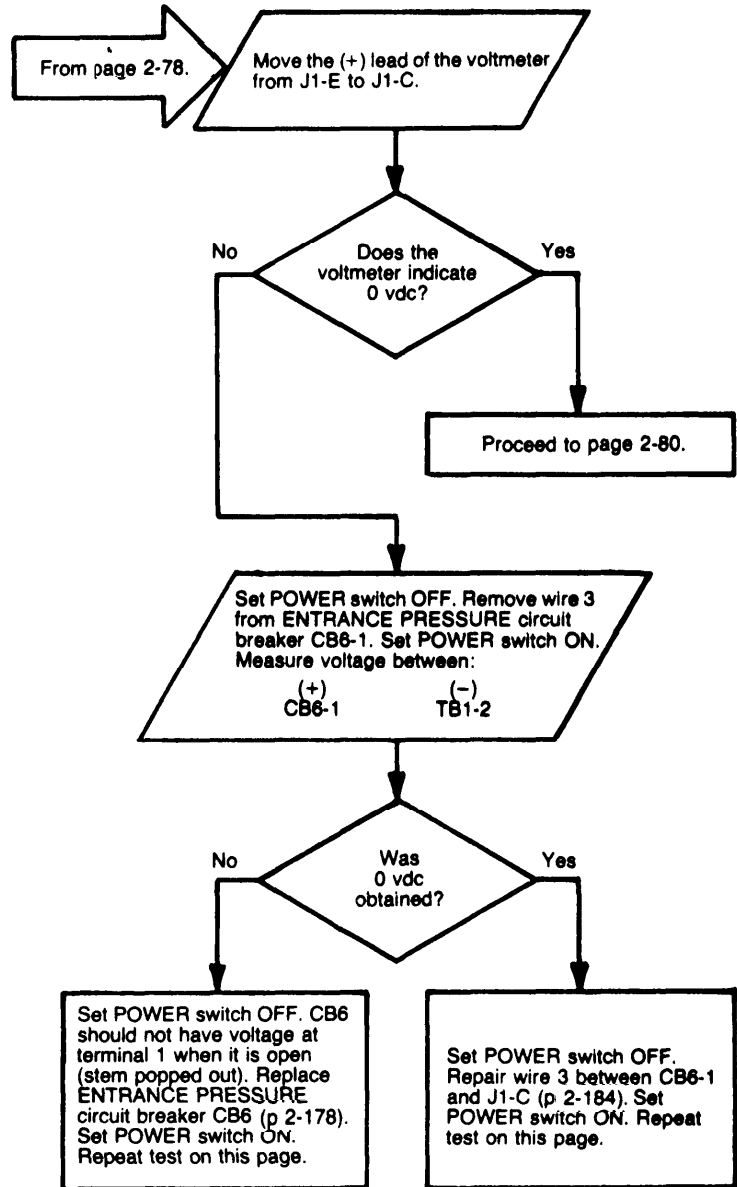 From page 2-78.
Move the (+) lead of the voltmeter
from J1-E to J1-C.
No
Does the
voltmeter indicate
0 vdc?
Yes
Proceed to page 2-80.
Set POWER switch OFF. Remove wire 3
from ENTRANCE PRESSURE circuit
breaker CB6-1. Set POWER switch ON.
Measure voltage between:
(+) (-)
CB6-1 TB1-2
No
Was
0 vdc
obtained?
Yes
Set POWER switch OFF. CB6
should not have voltage at
terminal 1 when it is open
(stem popped out). Replace
ENTRANCE PRESSURE
circuit breaker CB6 (p 2-178).
Set POWER switch ON.
Repeat test on this page.
Set POWER switch OFF.
Repair wire 3 between CB6-1
and J1-C (p 2-184). Set
POWER switch ON. Repeat
test on this page.